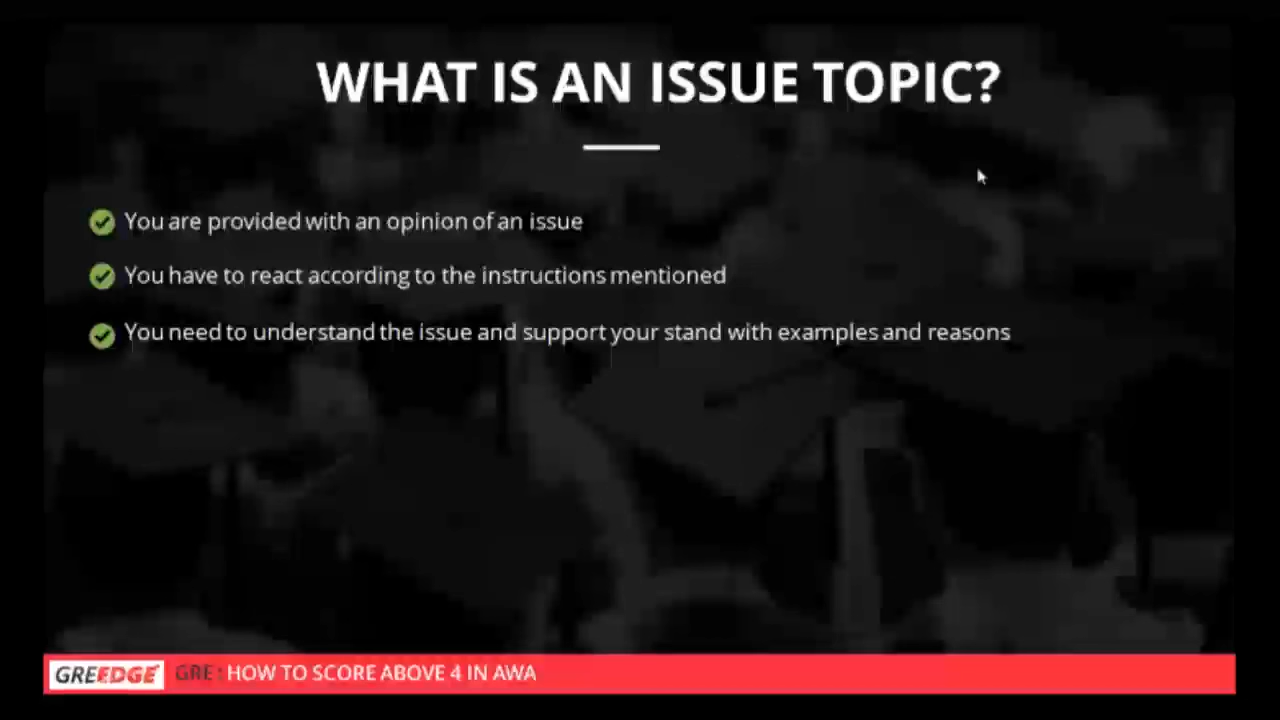 WHAT IS AN ISSUE TOPIC?
You are provided with an opinion of an issue
You have to react according to the instructions mentioned
You need to understand the issue and support your stand with examples and reasons
GREEDGE GRE : HOW TO SCORE ABOVE 4 IN AWA